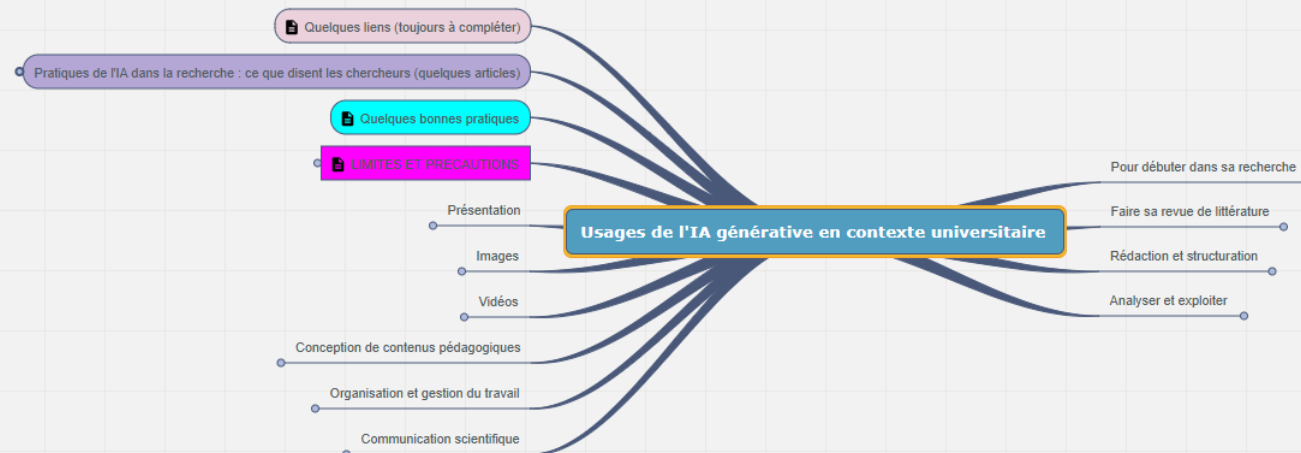 Quelques liens (toujours à compléter)
Pratiques de l'IA dans la recherche : ce que disent les chercheurs (quelques articles)
Quelques bonnes pratiques
LIMITES ET PRECAUTIONS
Présentation
Images
Vidéos
Conception de contenus pédagogiques
Organisation et gestion du travail
Communication scientifique
Usages de l'IA générative en contexte universitaire
Pour débuter dans sa recherche
Faire sa revue de littérature
Rédaction et structuration
Analyser et exploiter